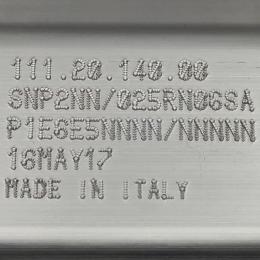 111.20.140.00
SNP2NN/025RN06SA
P1E6E5NNNN/NNNNN
16MAY17
MADE IN ITALY